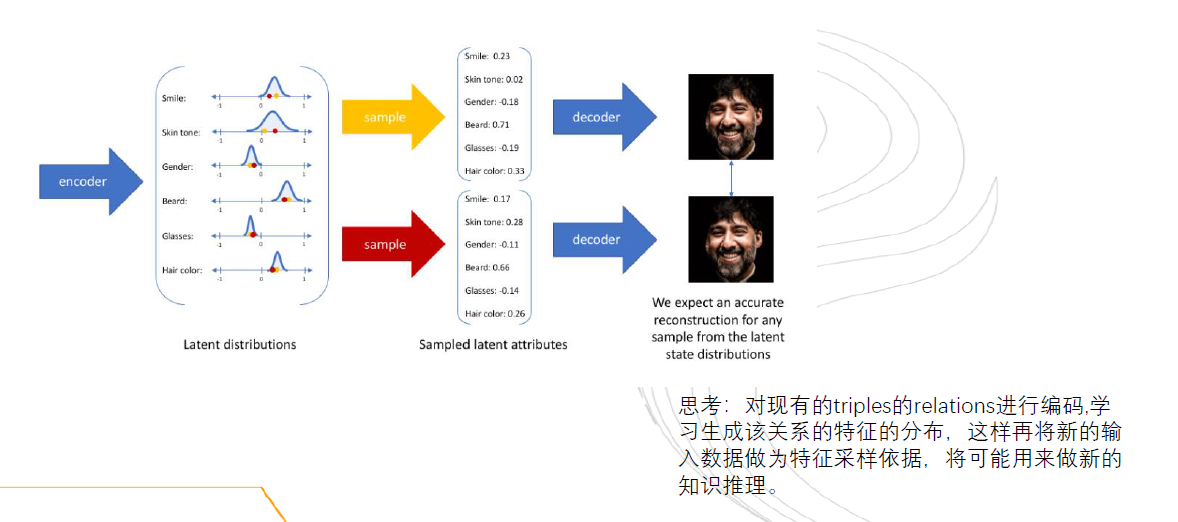 encoder
Smile:
-1 0 1
Skin tone:
-1 0 1
Gender:
-1 0 1
Beard:
-1 0 1
Glasses:
-1 0 1
Hair color:
-1 0 1
Latent distributions
sample
sample
Smile: 0.23
Skin tone: 0.02
Gender: -0.18
Beard: 0.71
Glasses: -0.19
Hair color: 0.33
Smile: 0.17
Skin tone: 0.28
Gender: -0.11
Beard: 0.66
Glasses: -0.14
Hair color: 0.26
Sampled latent attributes
decoder
decoder
We expect an accurate
reconstruction for any
sample from the latent
state distributions
思考：对现有的triples的relations进行编码,学
习生成该关系的特征的分布，这样再将新的输
入数据做为特征采样依据，将可能用来做新的
知识推理。